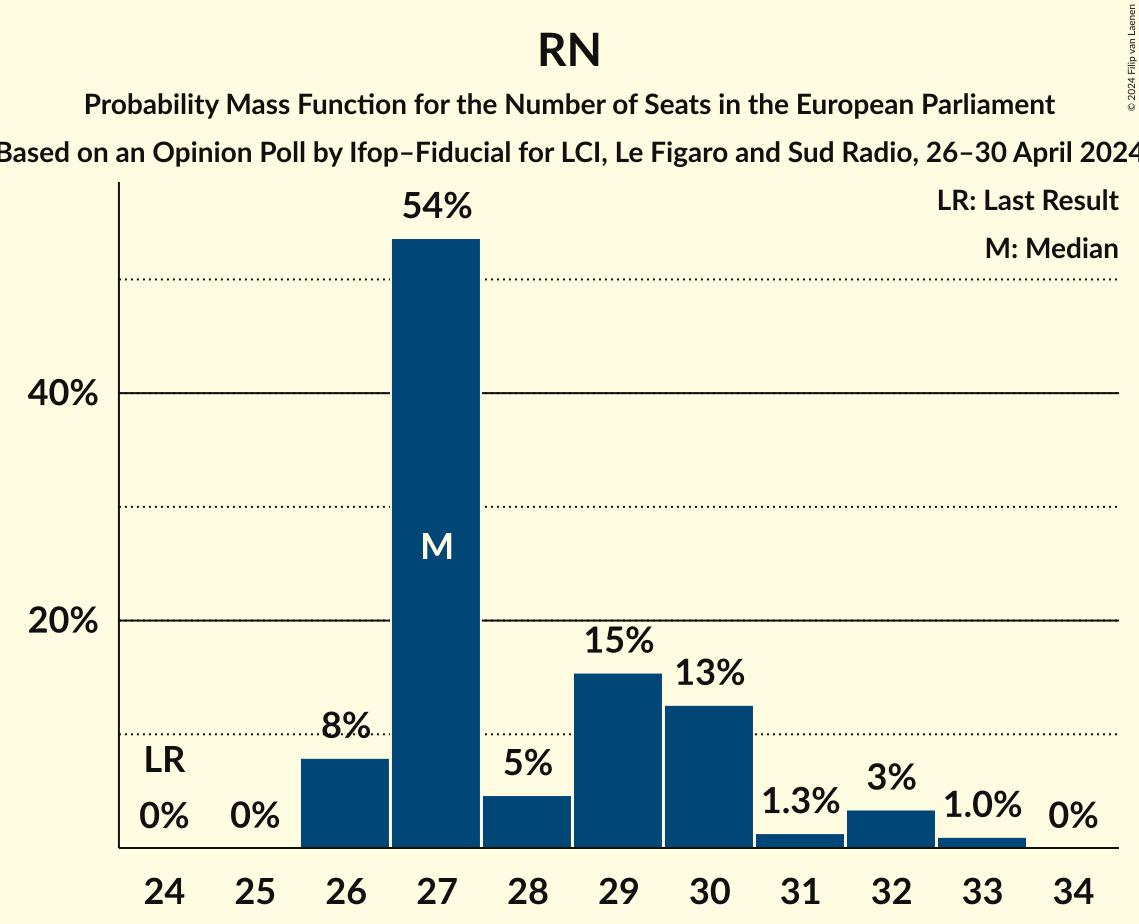 RN
Probability Mass Function for the Number of Seats in the European Parliament
Based on an Opinion Poll by Ifop–Fiducial for LCI, Le Figaro and Sud Radio, 26–30 April 2024
© 2024 Filip van Laenen
LR: Last Result
M: Median
54%
40%
M
20%
15%
13%
8%
LR
5%
3%
1.3%
1.0%
0%
0%
0%
24 25 26 27 28 29 30 31 32 33 34